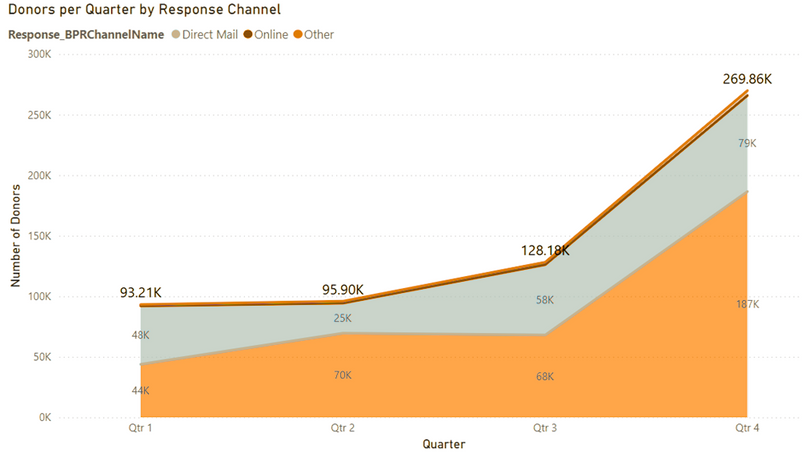 Donors per Quarter by Response Channel
Response_BPRChannelName Direct Mail Online Other
300K
250K
200K
150K
100K
50K
0K
Number of Donors
93.21K
95.90K
128.18K
269.86K
48K
25K
58K
79K
44K
70K
68K
187K
Qtr 1 Qtr 2 Qtr 3 Qtr 4
Quarter